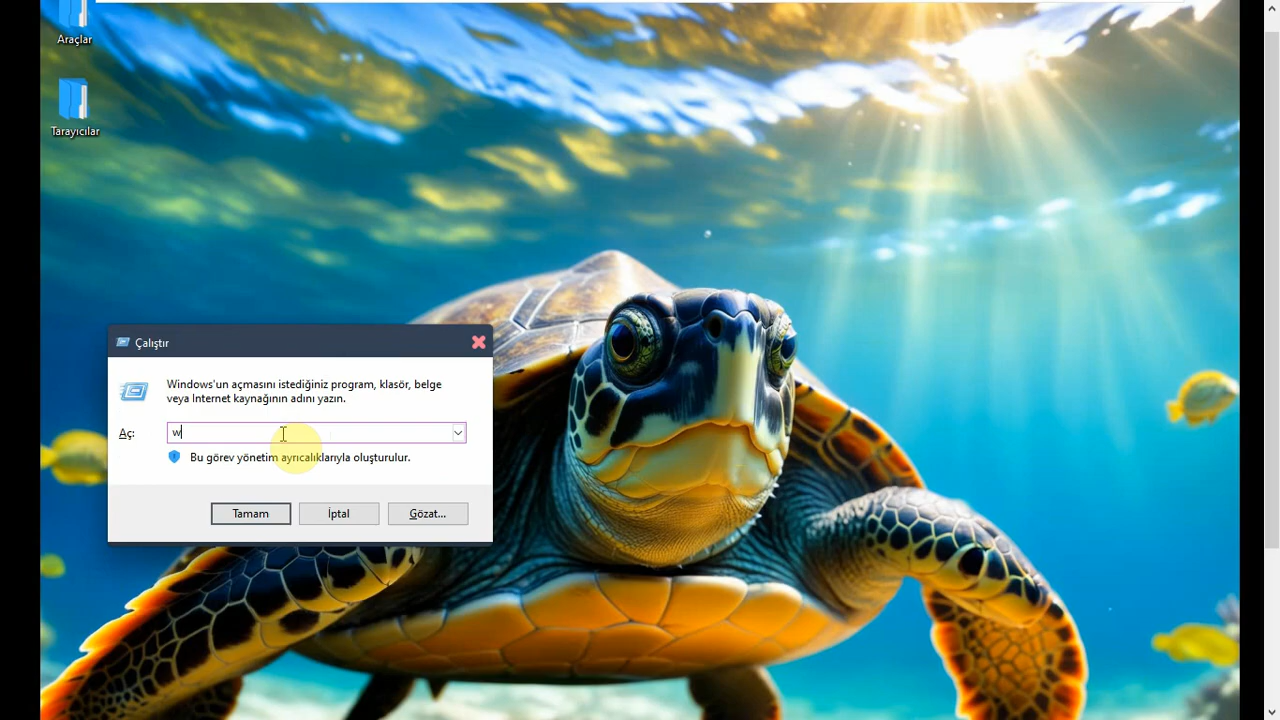 Araçlar
Tarayıcılar
Çalıştır
Windows'un açmasını istediğiniz program, klasör, belge
veya Internet kaynağının adını yazın.
Aç:
w
Bu görev yönetim ayrıcalıklarıyla oluşturulur.
Tamam
İptal
Gözat...